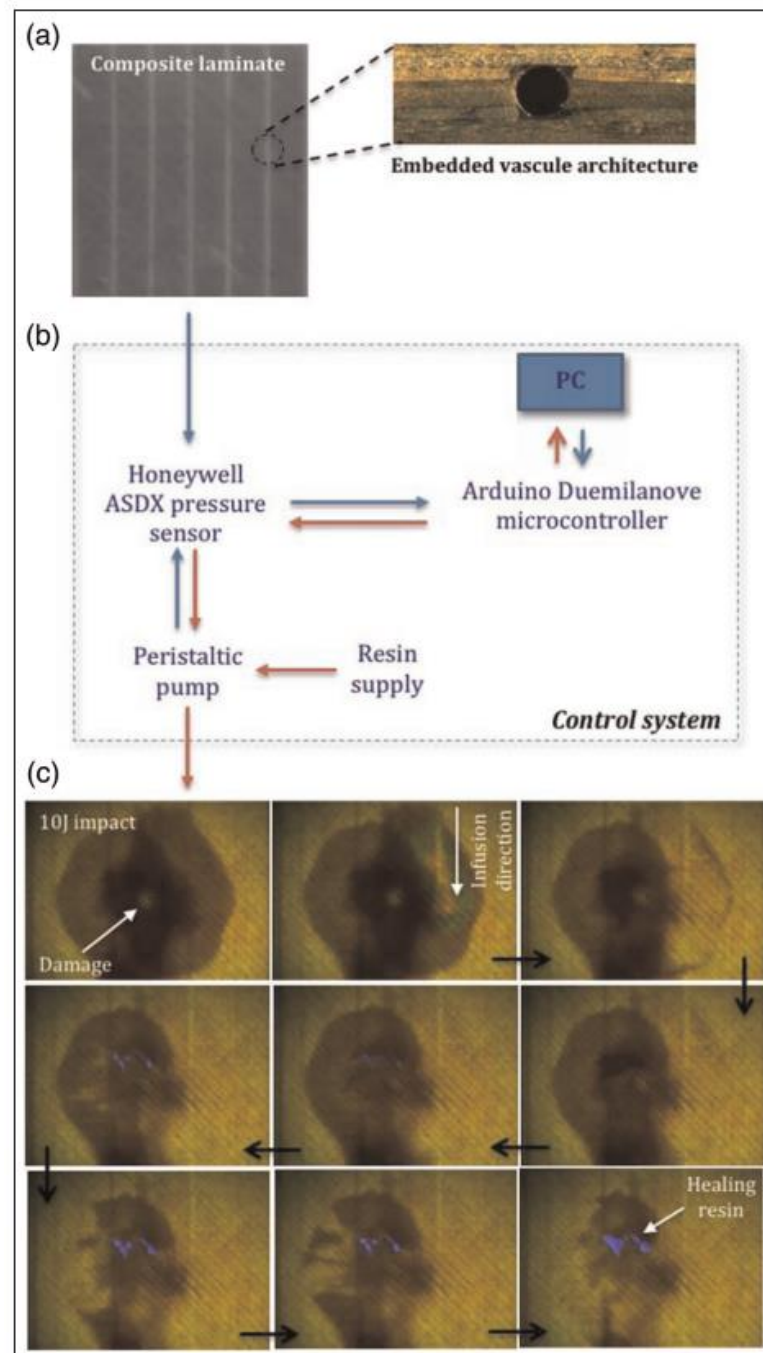 (a)
Composite laminate
Embedded vascule architecture
(b)
PC
Honeywell
ASDX pressure
sensor
Arduino Duemilanove
microcontroller
Peristaltic
pump
Resin
supply
Control system
(c)
10J impact
Damage
Infusion
direction
Healing
resin